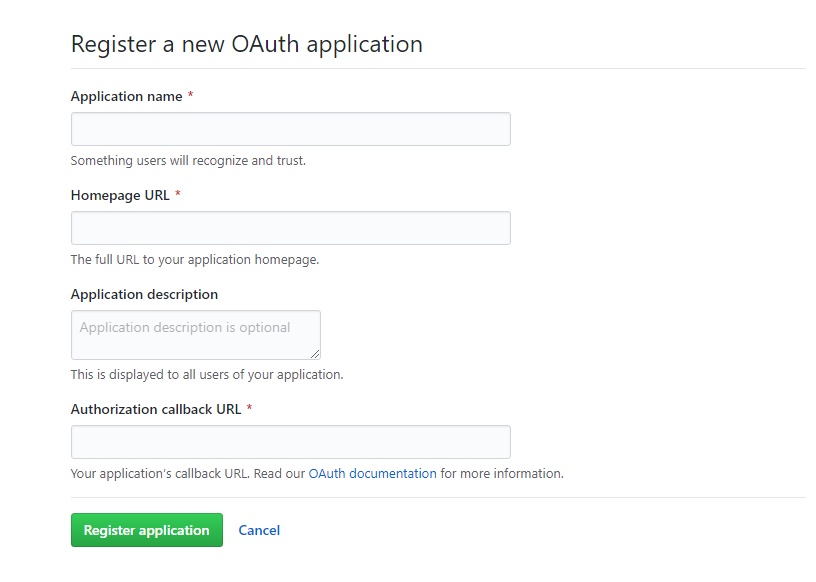 Register a new OAuth application
Application name *
Something users will recognize and trust.
Homepage URL *
The full URL to your application homepage.
Application description
Application description is optional
This is displayed to all users of your application.
Authorization callback URL *
Your application's callback URL. Read our OAuth documentation for more information.
Register application Cancel